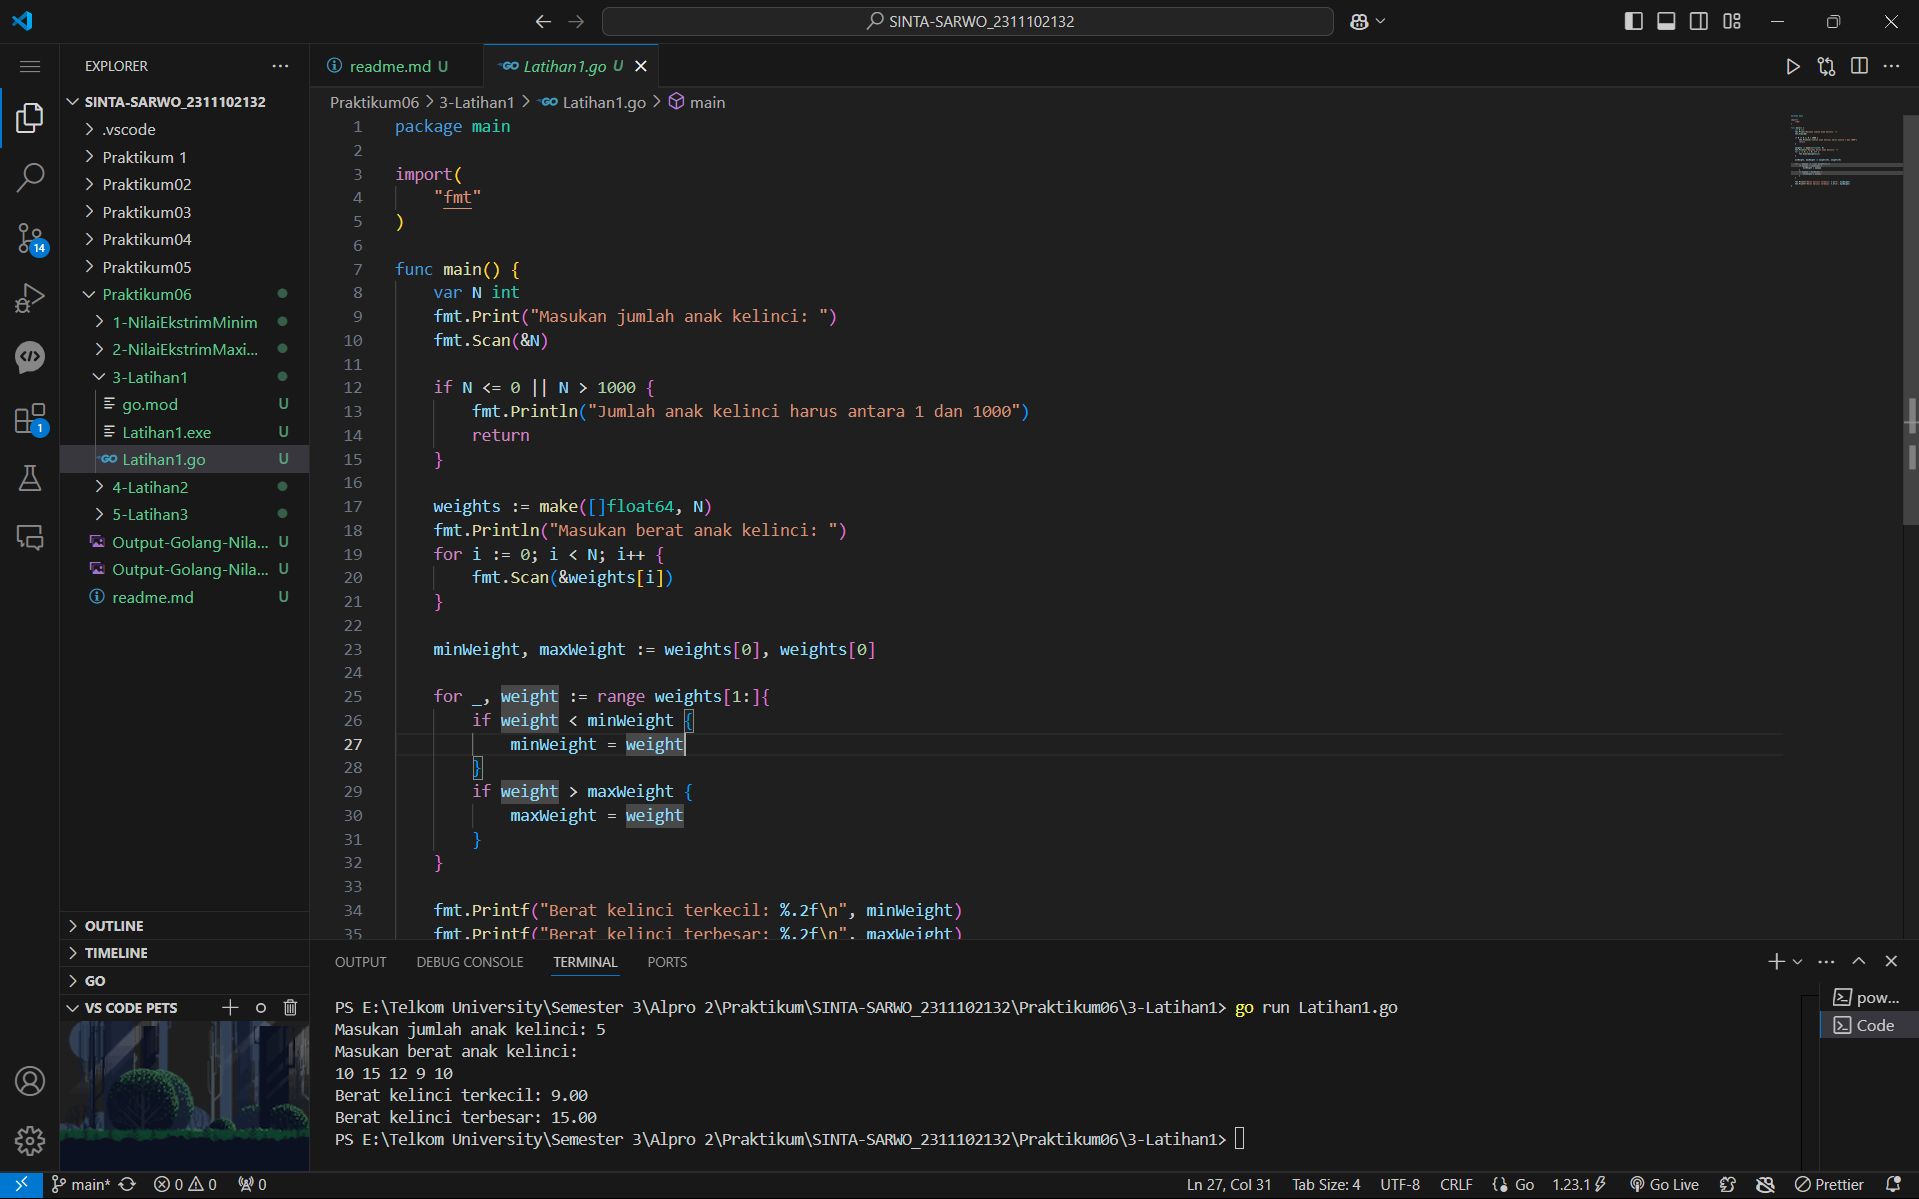 SINTA-SARWO_2311102132
EXPLORER
SINTA-SARWO_2311102132
.vscode
Praktikum 1
Praktikum02
Praktikum03
Praktikum04
Praktikum05
Praktikum06
1-NilaiEkstrimMinim
2-NilaiEkstrimMaxi...
3-Latihan1
go.mod U
Latihan1.exe U
Latihan1.go U
4-Latihan2
5-Latihan3
Output-Golang-Nila... U
Output-Golang-Nila... U
readme.md U
OUTLINE
TIMELINE
GO
VS CODE PETS
14
1
readme.md U
Latihan1.go U
Praktikum06 > 3-Latihan1 > Latihan1.go > main
1 package main
2
3 import(
4 "fmt"
5 )
6
7 func main() {
8 var N int
9 fmt.Print("Masukan jumlah anak kelinci: ")
10 fmt.Scan(&N)
11
12 if N <= 0 || N > 1000 {
13 fmt.Println("Jumlah anak kelinci harus antara 1 dan 1000")
14 return
15 }
16
17 weights := make([]float64, N)
18 fmt.Println("Masukan berat anak kelinci: ")
19 for i := 0; i < N; i++ {
20 fmt.Scan(&weights[i])
21 }
22
23 minWeight, maxWeight := weights[0], weights[0]
24
25 for _, weight := range weights[1:]{
26 if weight < minWeight {
27 minWeight = weight
28 }
29 if weight > maxWeight {
30 maxWeight = weight
31 }
32 }
33
34 fmt.Printf("Berat kelinci terkecil: %.2f\n", minWeight)
35 fmt.Printf("Berat kelinci terbesar: %.2f\n", maxWeight)
OUTPUT DEBUG CONSOLE TERMINAL PORTS
PS E:\Telkom University\Semester 3\Alpro 2\Praktikum\SINTA-SARWO_2311102132\Praktikum06\3-Latihan1> go run Latihan1.go
Masukan jumlah anak kelinci: 5
Masukan berat anak kelinci:
10 15 12 9 10
Berat kelinci terkecil: 9.00
Berat kelinci terbesar: 15.00
PS E:\Telkom University\Semester 3\Alpro 2\Praktikum\SINTA-SARWO_2311102132\Praktikum06\3-Latihan1>
pow...
Code
main* 0 0 0 Ln 27, Col 31 Tab Size: 4 UTF-8 CRLF Go 1.23.1 Go Live Prettier